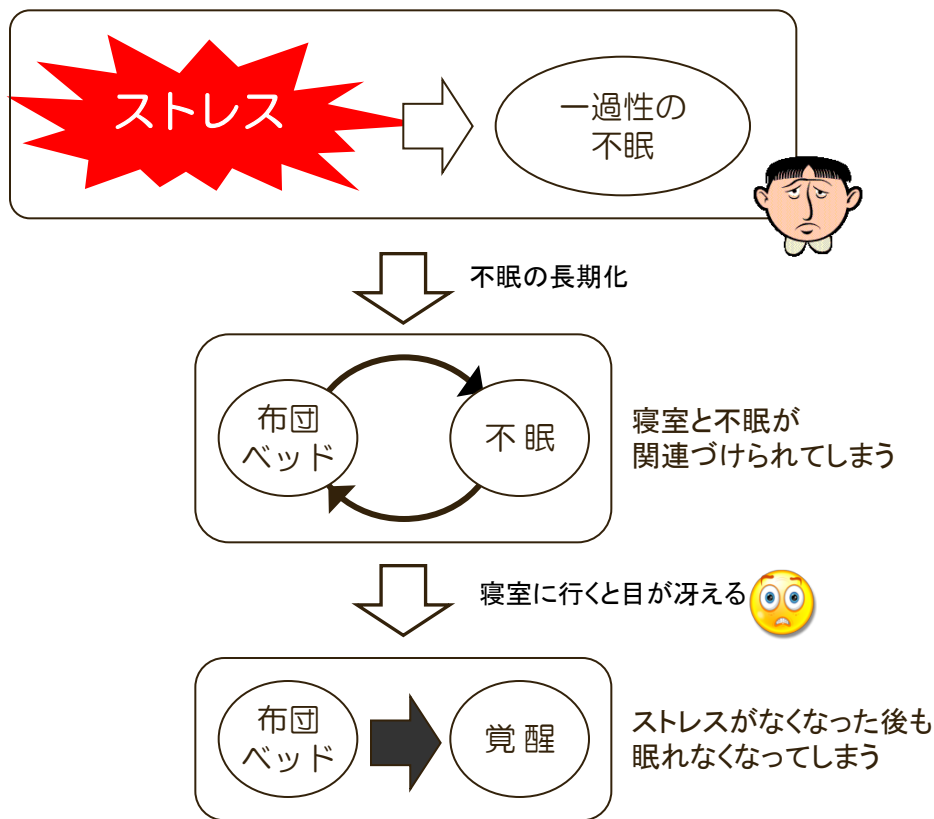 ストレス
一過性の
不眠
不眠の長期化
布団
ベッド
不眠
寝室と不眠が
関連づけられてしまう
寝室に行くと目が冴える
布団
ベッド
覚醒
ストレスがなくなった後も
眠れなくなってしまう